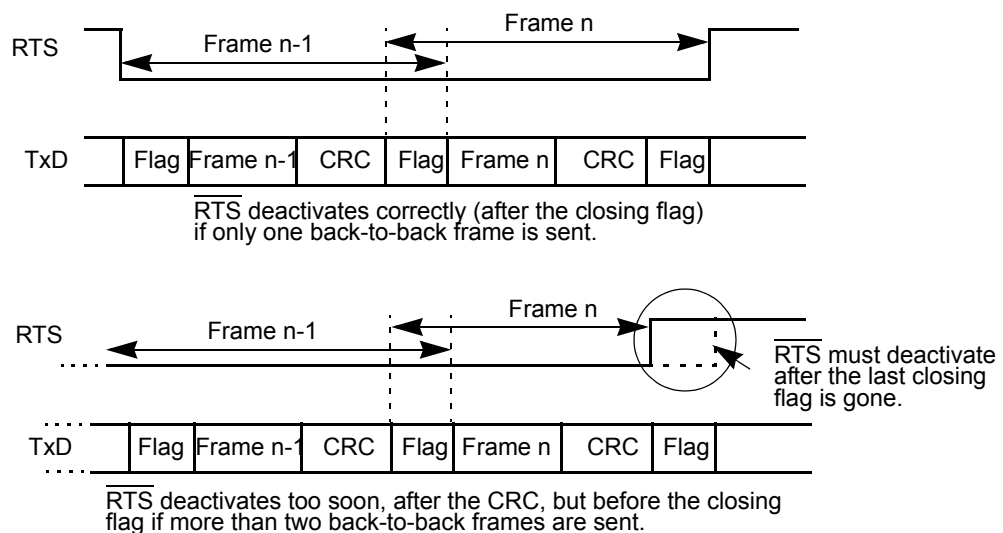 Frame n
Frame n-1
RTS
TxD Flag Frame n-1 CRC Flag Frame n CRC Flag
RTS deactivates correctly (after the closing flag)
if only one back-to-back frame is sent.
Frame n
Frame n-1
RTS
RTS must deactivate
after the last closing
flag is gone.
TxD Flag Frame n-1 CRC Flag Frame n CRC Flag
RTS deactivates too soon, after the CRC, but before the closing
flag if more than two back-to-back frames are sent.